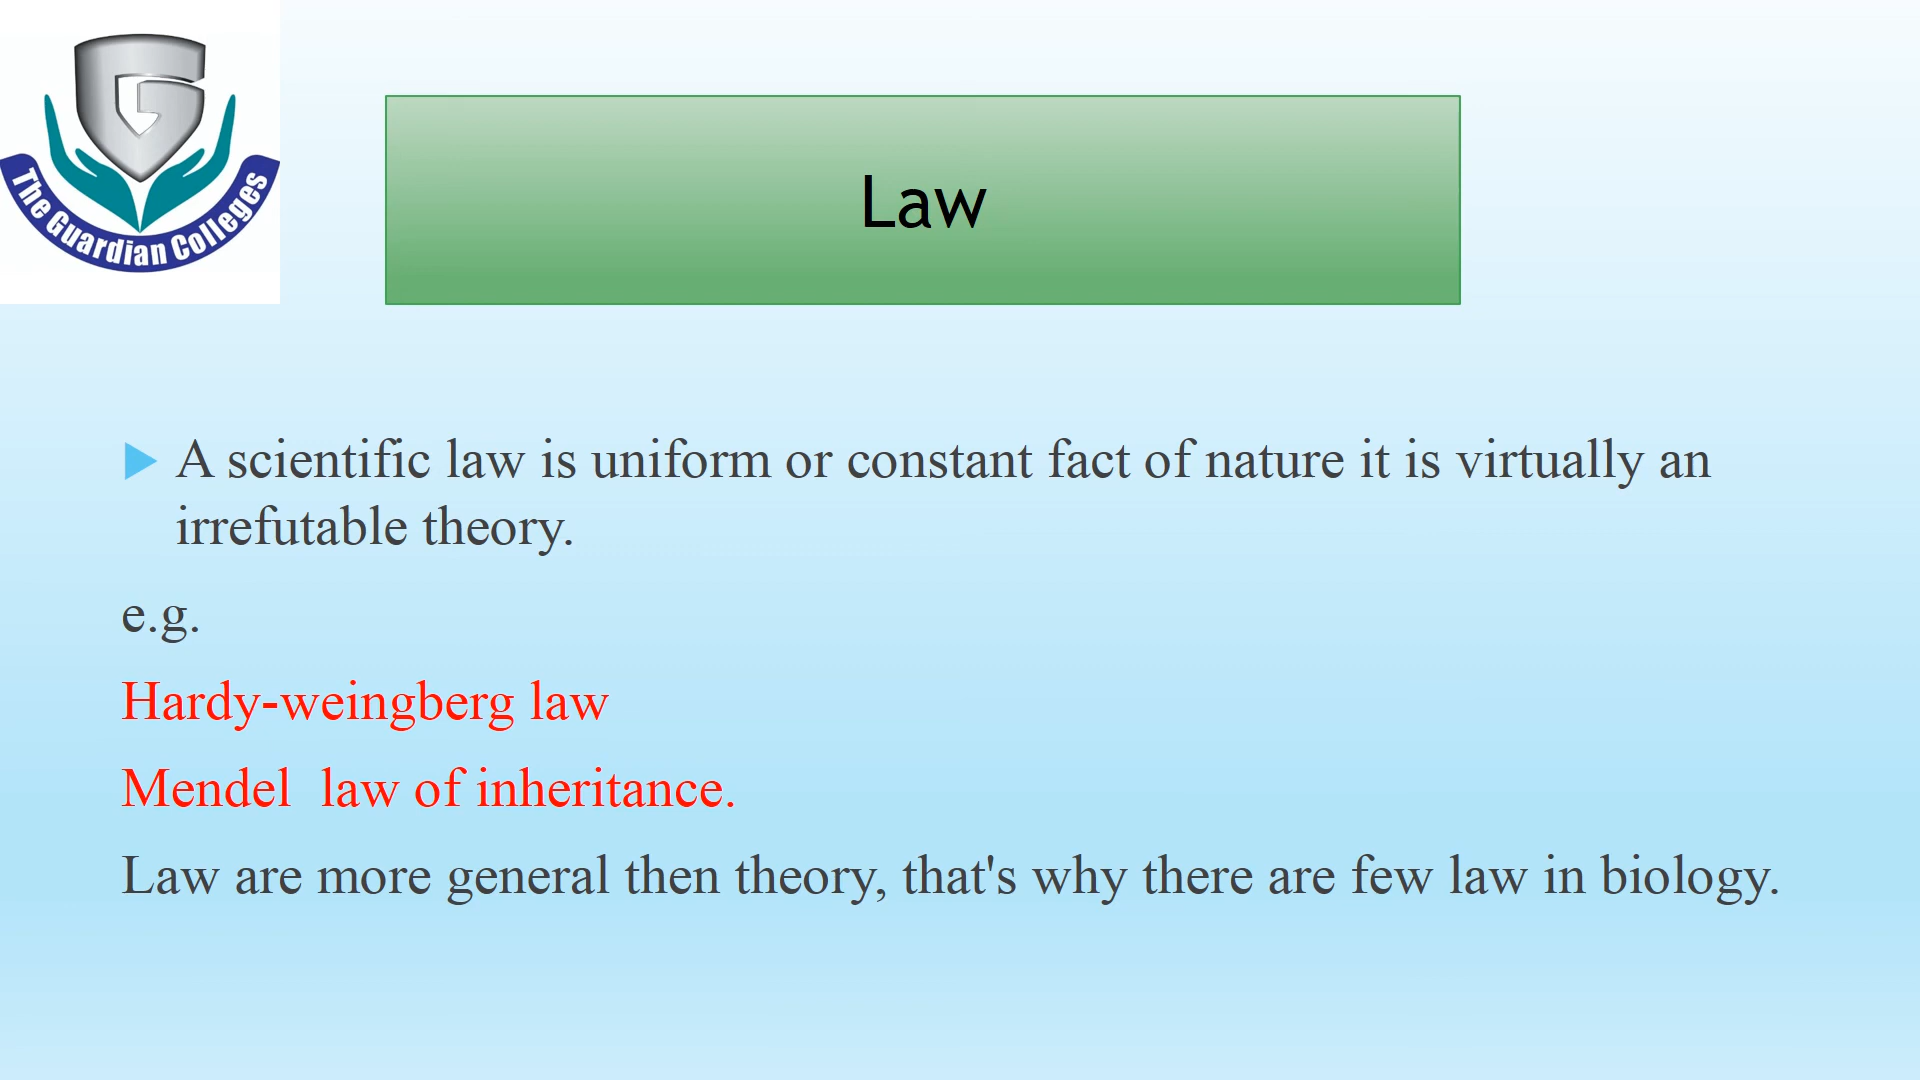 The Guardian Colleges
Law
A scientific law is uniform or constant fact of nature it is virtually an
irrefutable theory.
e.g.
Hardy-weingberg law
Mendel  law of inheritance.
Law are more general then theory, that's why there are few law in biology.